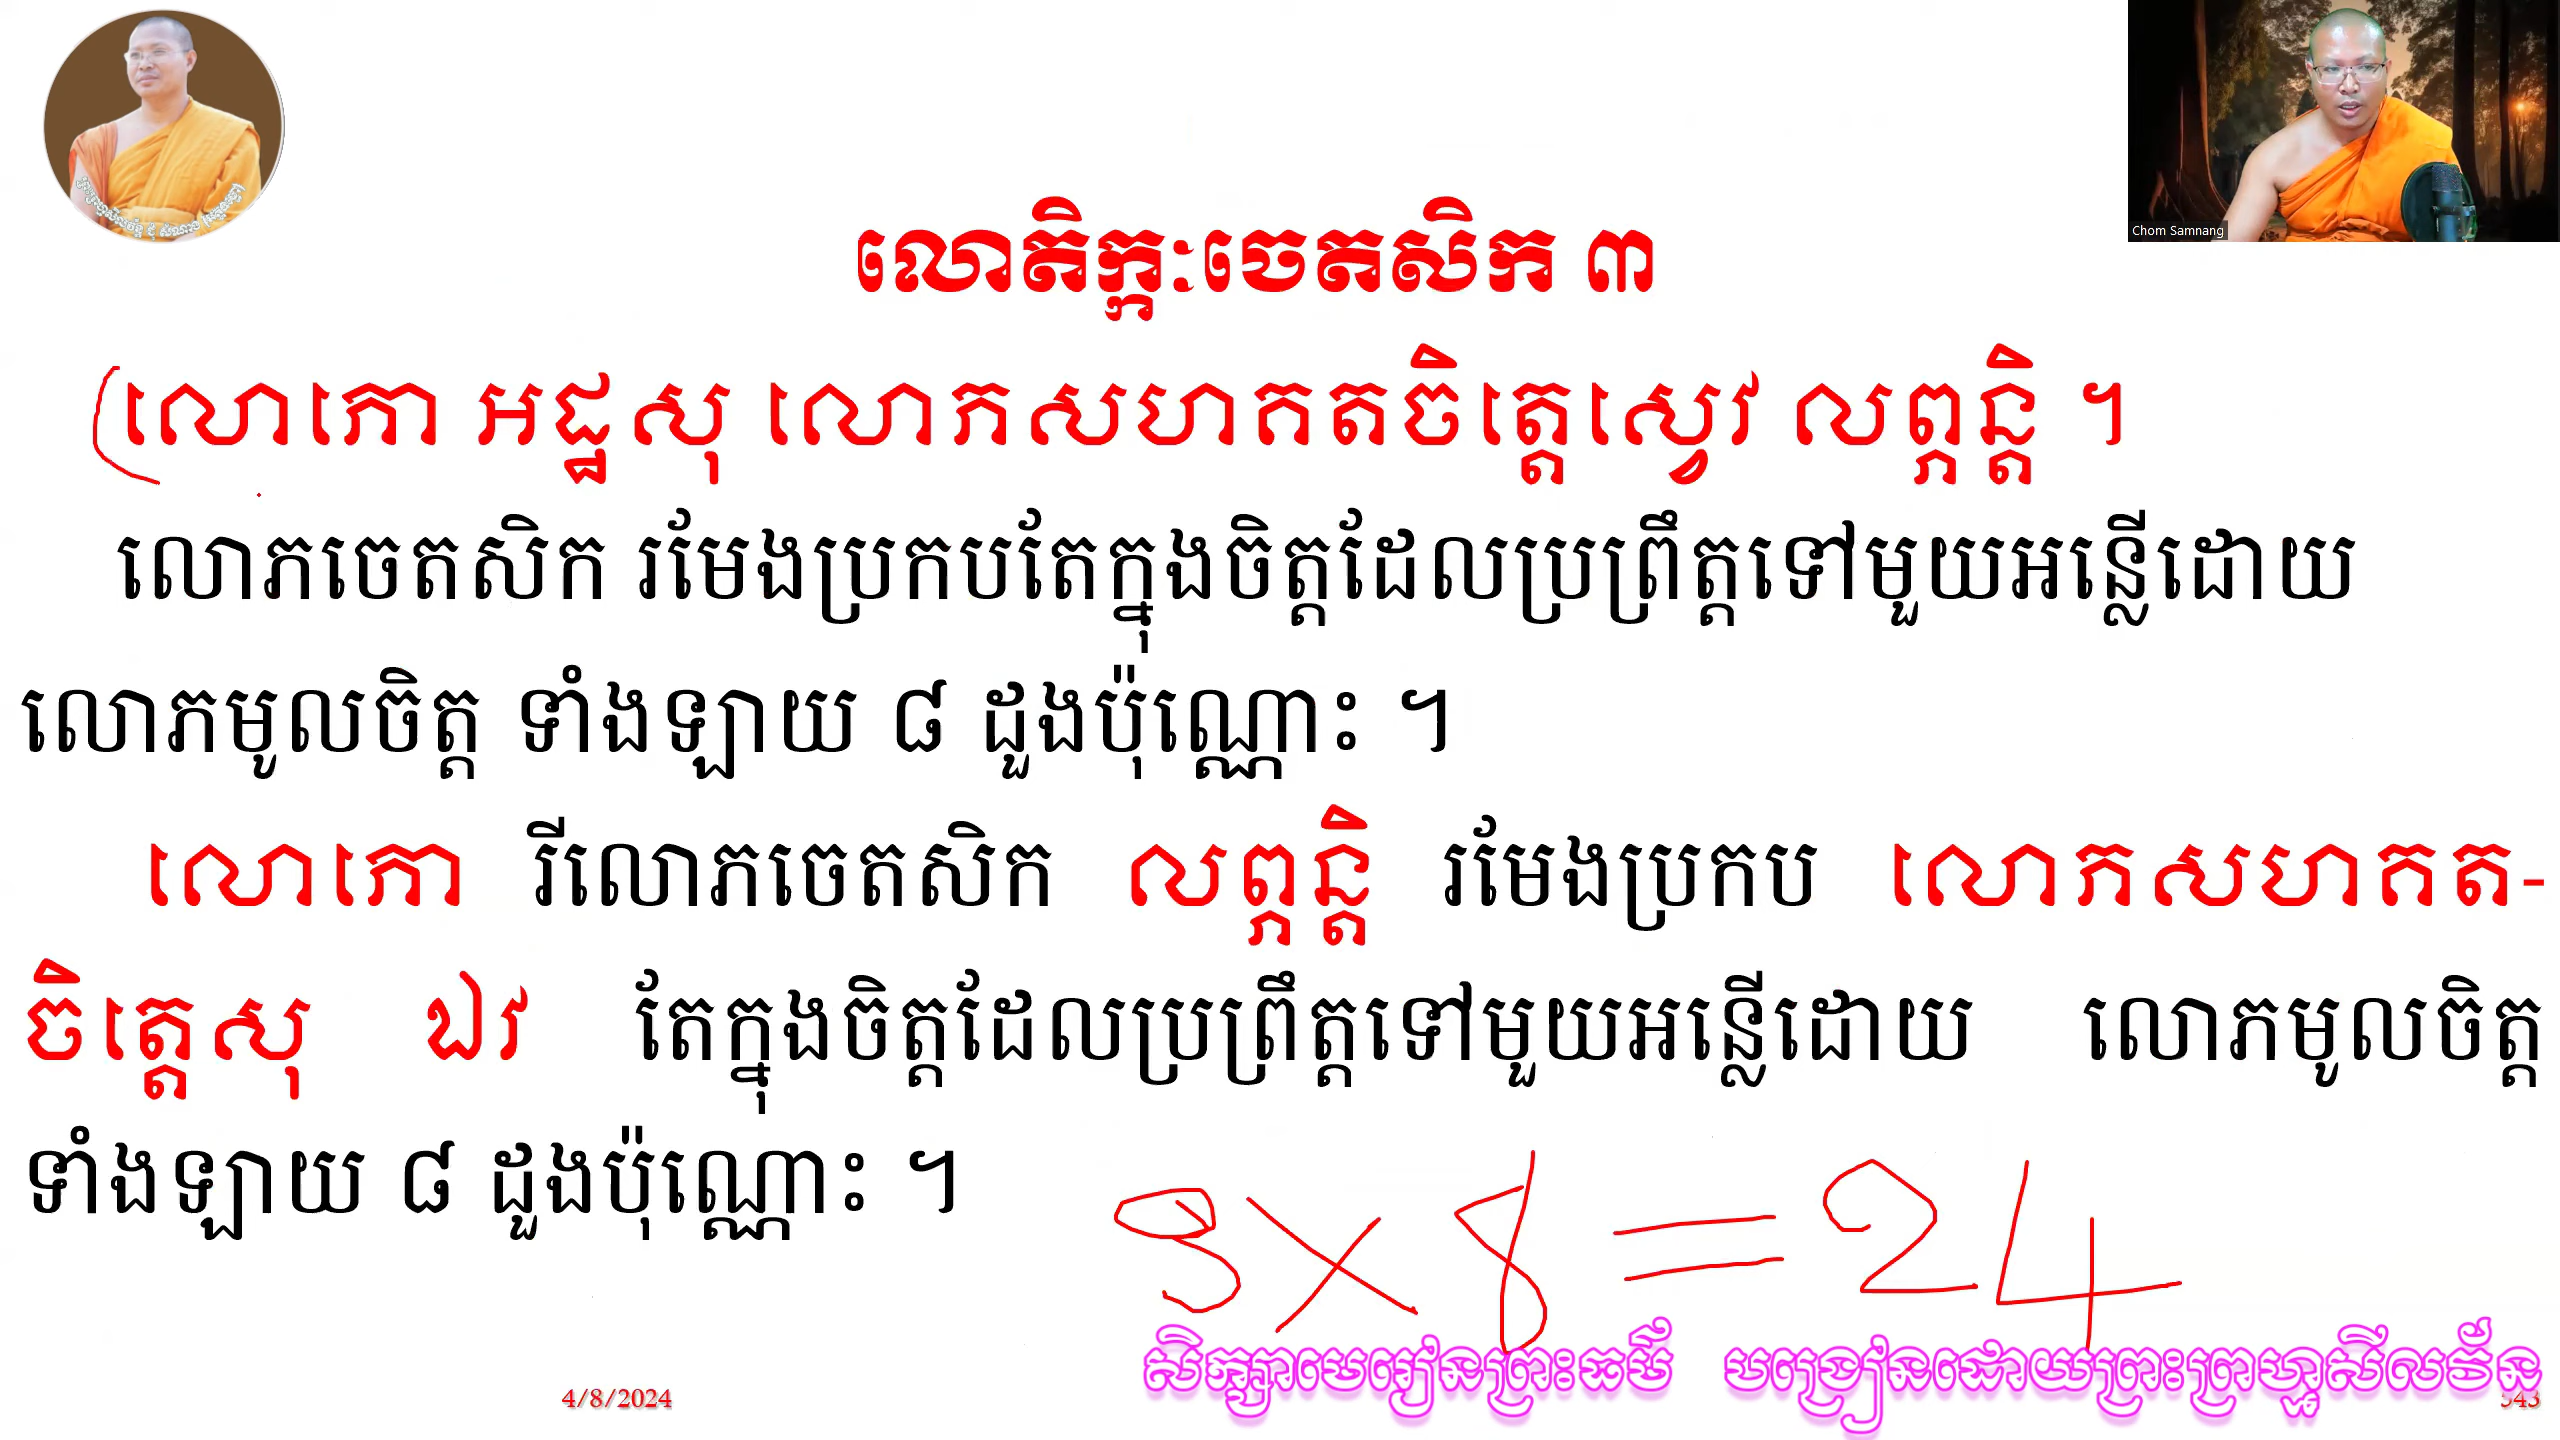 Chom Samnang
លោតិក្កៈចេតសិក ៣
លោភោ អដ្ឋសុ លោភសហគតចិត្តេស្វេវ លព្ភន្តិ ។
លោភចេតសិក រមែងប្រកបតែក្នុងចិត្តដែលប្រព្រឹត្តទៅមួយអន្លើដោយ
លោភមូលចិត្ត ទាំងឡាយ ៨ ដួងប៉ុណ្ណោះ ។
លោភោ រីលោភចេតសិក លព្ភន្តិ រមែងប្រកប លោភសហគត-
ចិត្តេសុ ឯវ តែក្នុងចិត្តដែលប្រព្រឹត្តទៅមួយអន្លើដោយ លោភមូលចិត្ត
ទាំងឡាយ ៨ ដួងប៉ុណ្ណោះ ។
3 x 8 = 24
សិក្សាមេរៀនព្រះធម៌ បង្រៀនដោយព្រះព្រហ្មសីលវ័ន
4/8/2024
543